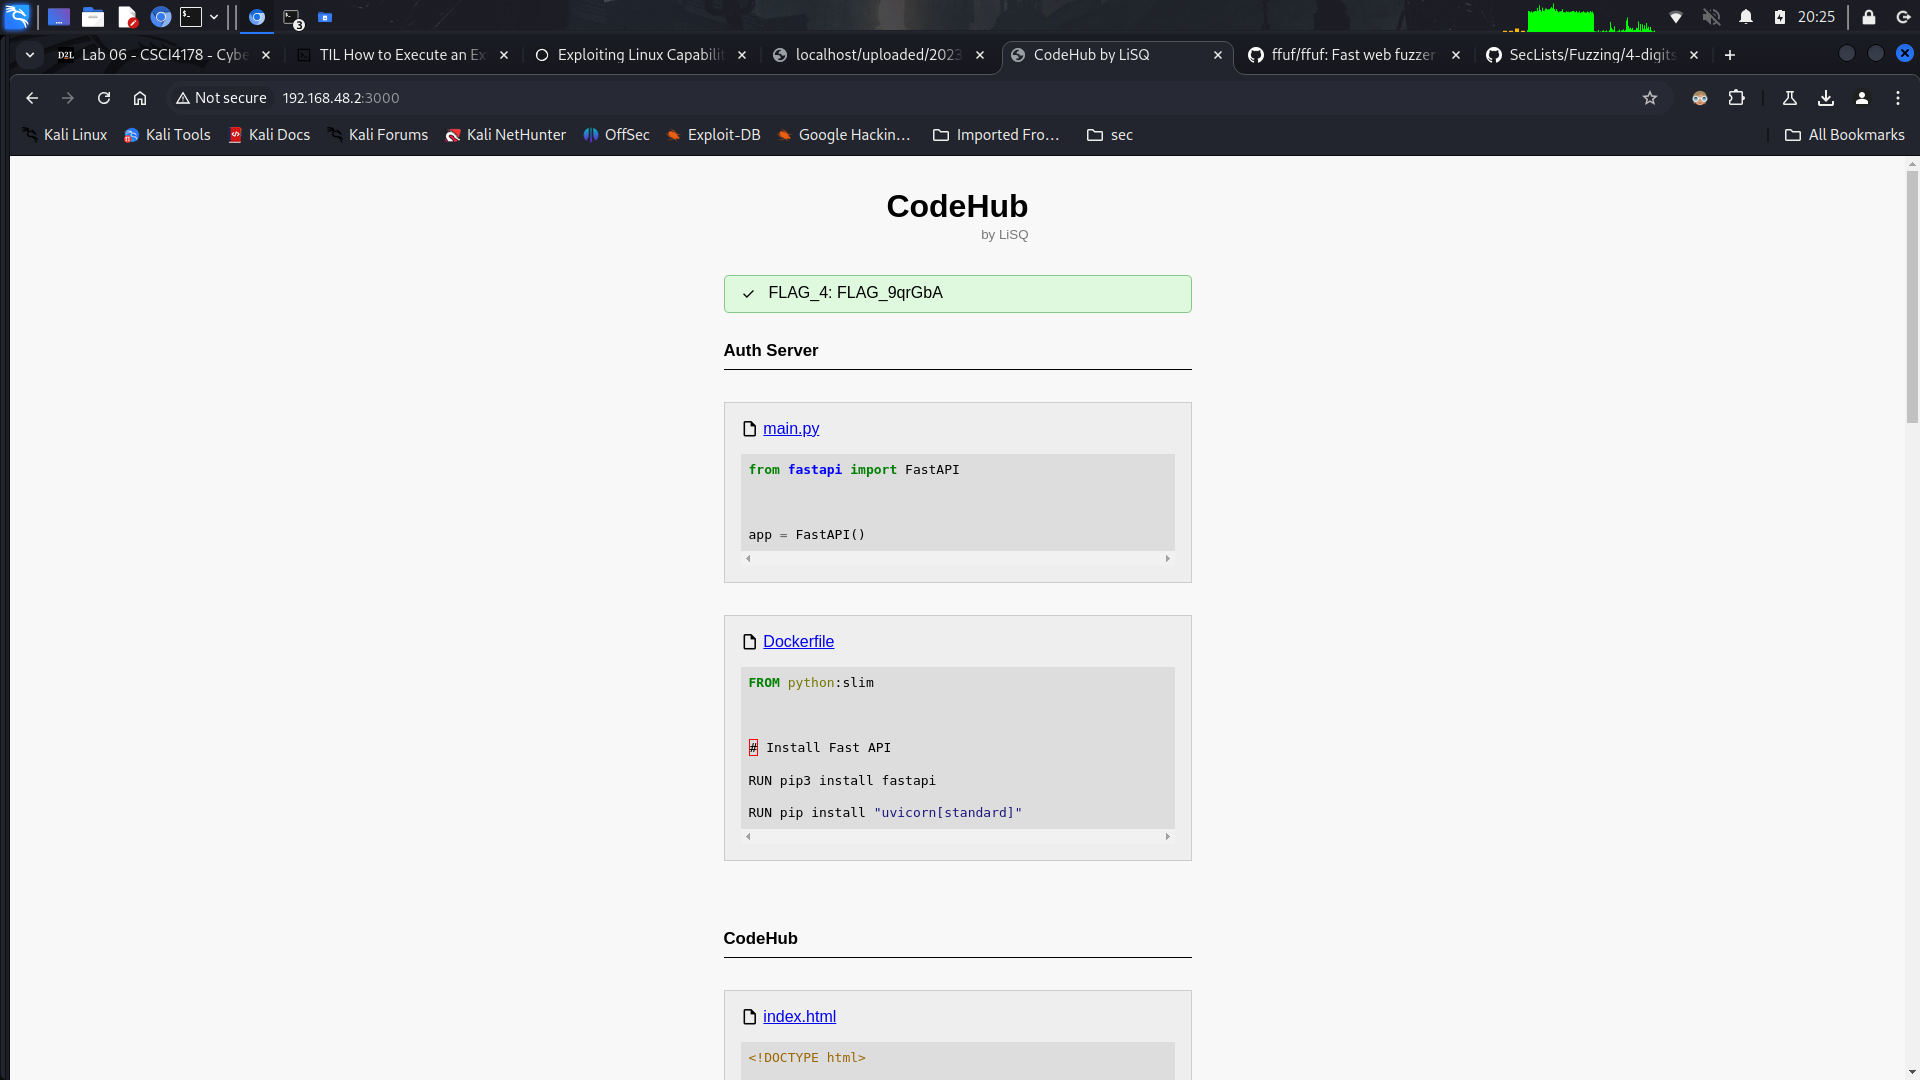 3
20:25
D2L Lab 06 - CSCI4178 - Cybe
TIL How to Execute an Ex
Exploiting Linux Capabilit
localhost/uploaded/2023
CodeHub by LiSQ
ffuf/ffuf: Fast web fuzzer
SecLists/Fuzzing/4-digits
Not secure
192.168.48.2:3000
Kali Linux
Kali Tools
Kali Docs
Kali Forums
Kali NetHunter
OffSec
Exploit-DB
Google Hackin...
Imported Fro...
sec
All Bookmarks
CodeHub
by LiSQ
FLAG_4: FLAG_9qrGbA
Auth Server
main.py
from fastapi import FastAPI
app = FastAPI()
Dockerfile
FROM python:slim
# Install Fast API
RUN pip3 install fastapi
RUN pip install "uvicorn[standard]"
CodeHub
index.html
<!DOCTYPE html>